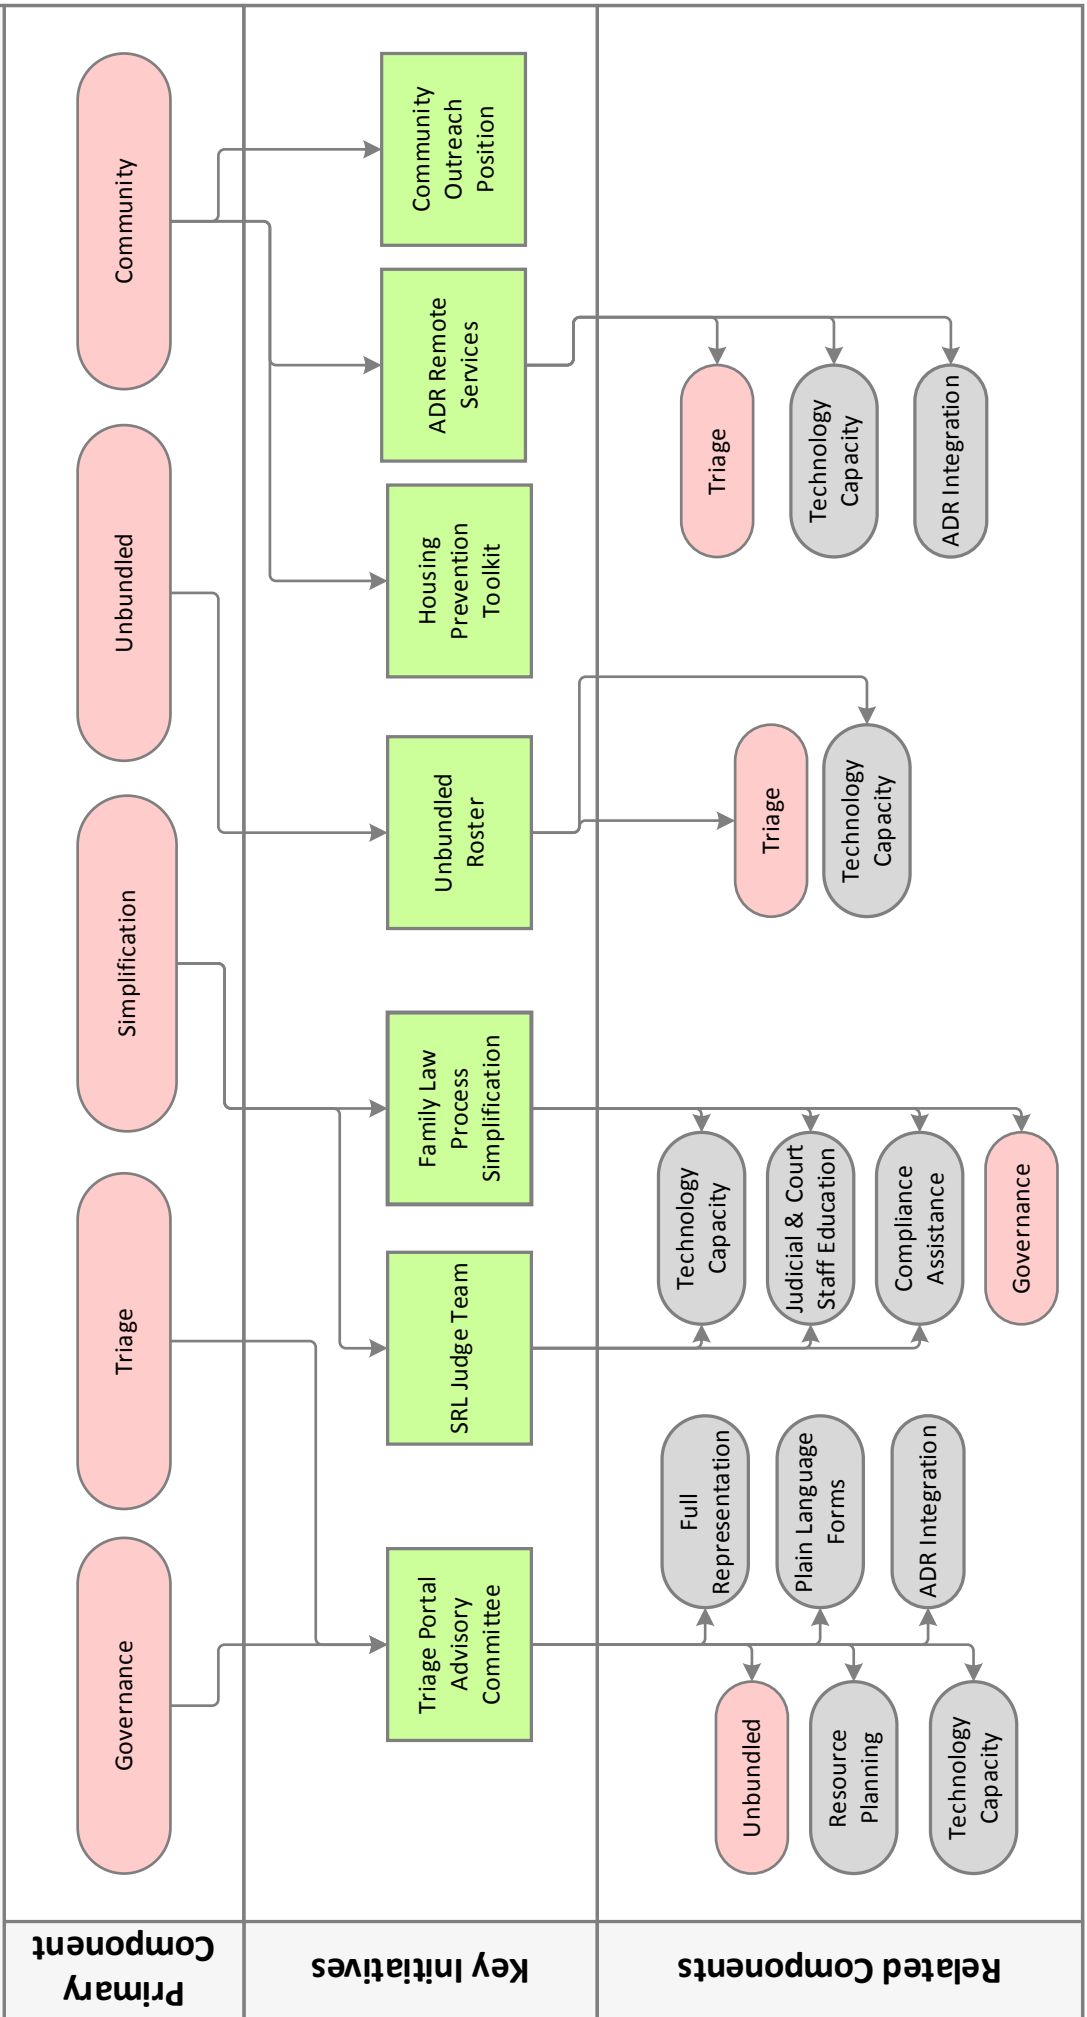 Primary
Component
Governance
Triage
Simplification
Unbundled
Community
Key Initiatives
Triage Portal
Advisory
Committee
SRL Judge Team
Family Law
Process
Simplification
Unbundled
Roster
Housing
Prevention
Toolkit
ADR Remote
Services
Community
Outreach
Position
Related Components
Unbundled
Resource
Planning
Technology
Capacity
Full
Representation
Plain Language
Forms
ADR Integration
Technology
Capacity
Judicial & Court
Staff Education
Compliance
Assistance
Governance
Triage
Technology
Capacity
Triage
Technology
Capacity
ADR Integration